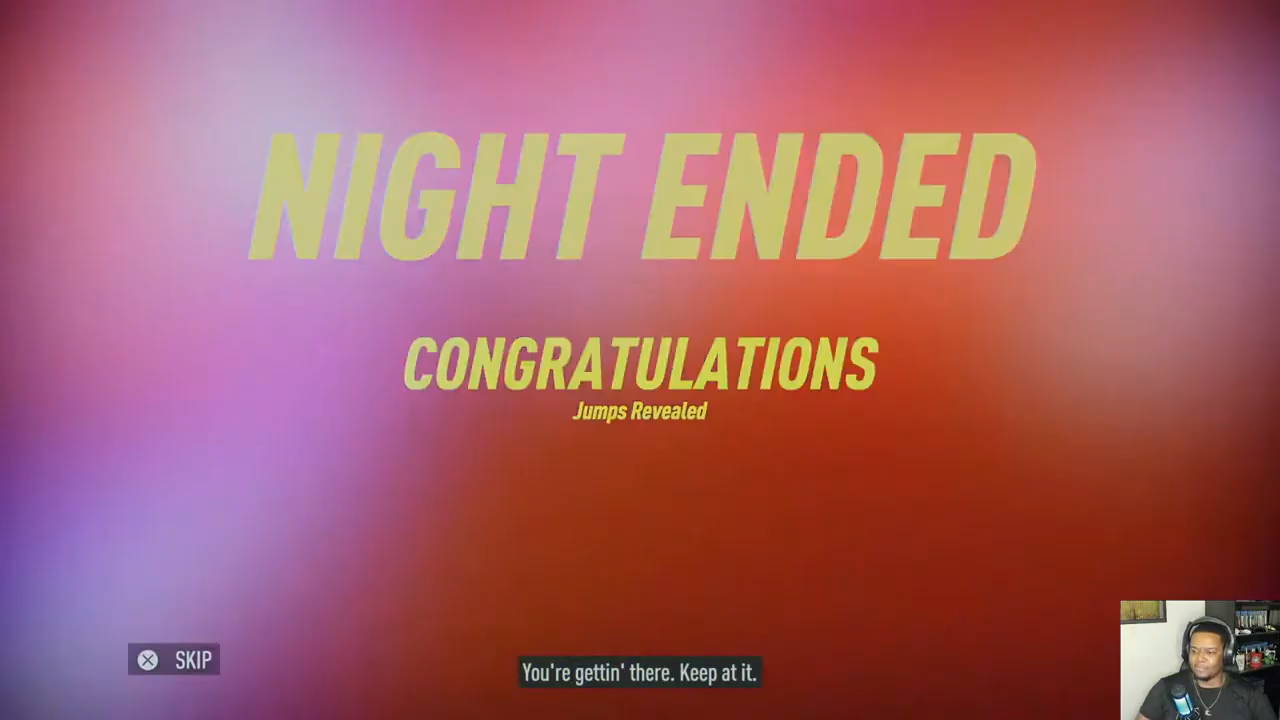 NIGHT ENDED
CONGRATULATIONS
Jumps Revealed
SKIP
You're gettin' there. Keep at it.